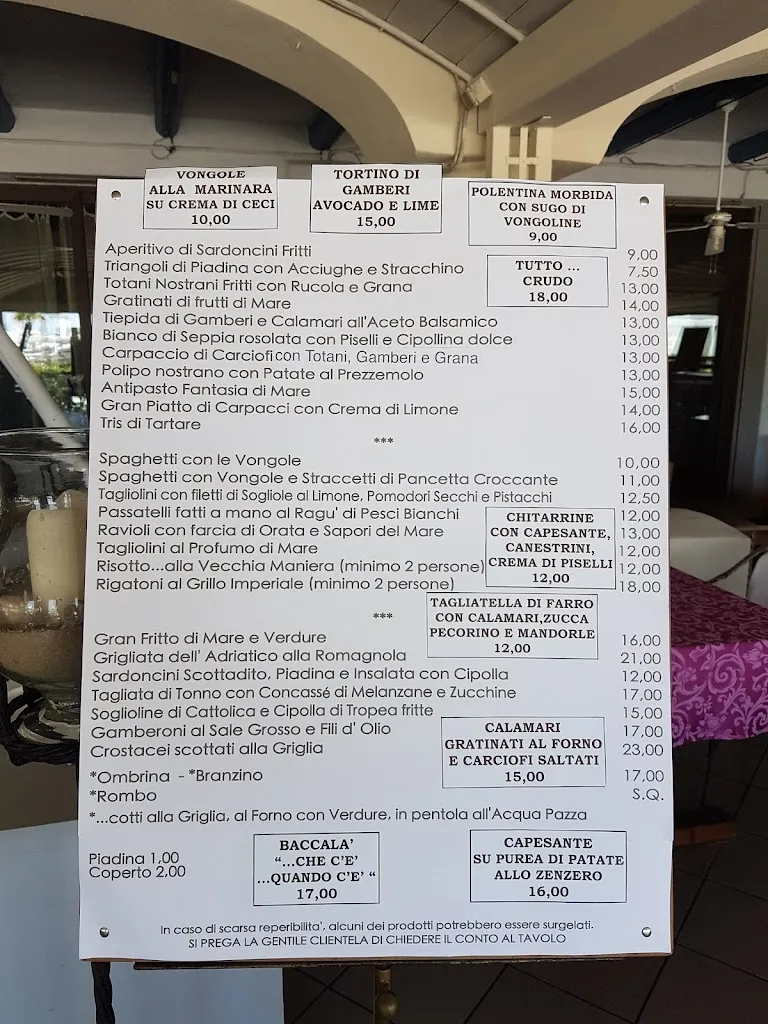 VONGOLE
ALLA MARINARA
SU CREMA DI CECI
10,00
TORTINO DI
GAMBERI
AVOCADO E LIME
15,00
POLENTINA MORBIDA
CON SUGO DI
VONGOLINE
9,00
Aperitivo di Sardoncini Fritti 9,00
Triangoli di Piadina con Acciughe e Stracchino 7,50
Totani Nostrani Fritti con Rucola e Grana 13,00
Gratinati di frutti di Mare 14,00
TUTTO ...
CRUDO
18,00
Tiepida di Gamberi e Calamari all'Aceto Balsamico 13,00
Bianco di Seppia rosolata con Piselli e Cipollina dolce 13,00
Carpaccio di Carciofi con Totani, Gamberi e Grana 13,00
Polipo nostrano con Patate al Prezzemolo 13,00
Antipasto Fantasia di Mare 15,00
Gran Piatto di Carpacci con Crema di Limone 14,00
Tris di Tartare 16,00
***
Spaghetti con le Vongole 10,00
Spaghetti con Vongole e Straccetti di Pancetta Croccante 11,00
Tagliolini con filetti di Sogliole al Limone, Pomodori Secchi e Pistacchi 12,50
Passatelli fatti a mano al Ragu' di Pesci Bianchi 12,00
Ravioli con farcia di Orata e Sapori del Mare 13,00
Tagliolini al Profumo di Mare 12,00
Risotto...alla Vecchia Maniera (minimo 2 persone) 12,00
Rigatoni al Grillo Imperiale (minimo 2 persone) 18,00
CHITARRINE
CON CAPESANTE,
CANESTRINI,
CREMA DI PISELLI
12,00
***
TAGLIATELLA DI FARRO
CON CALAMARI,ZUCCA
PECORINO E MANDORLE
12,00
Gran Fritto di Mare e Verdure 16,00
Grigliata dell' Adriatico alla Romagnola 21,00
Sardoncini Scottadito, Piadina e Insalata con Cipolla 12,00
Tagliata di Tonno con Concassé di Melanzane e Zucchine 17,00
Soglioline di Cattolica e Cipolla di Tropea fritte 15,00
Gamberoni al Sale Grosso e Fili d' Olio 17,00
Crostacei scottati alla Griglia 23,00
CALAMARI
GRATINATI AL FORNO
E CARCIOFI SALTATI
15,00
*Ombrina - *Branzino 17,00
*Rombo S.Q.
*...cotti alla Griglia, al Forno con Verdure, in pentola all'Acqua Pazza
Piadina 1,00
Coperto 2,00
BACCALA'
“...CHE C'E'
...QUANDO C'E' “
17,00
CAPESANTE
SU PUREA DI PATATE
ALLO ZENZERO
16,00
In caso di scarsa reperibilita', alcuni dei prodotti potrebbero essere surgelati.
SI PREGA LA GENTILE CLIENTELA DI CHIEDERE IL CONTO AL TAVOLO